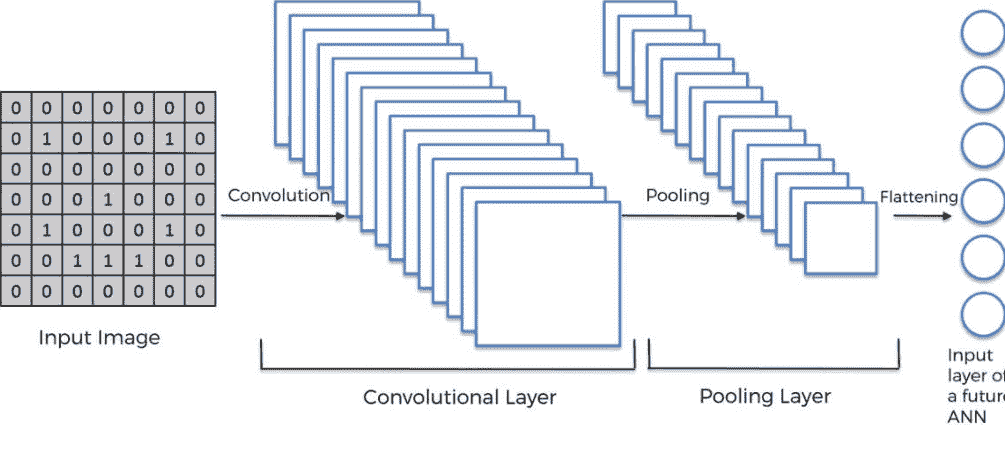 0 0 0 0 0 0 0
0 1 0 0 0 1 0
0 0 0 0 0 0 0
0 0 0 1 0 0 0
0 1 0 0 0 1 0
0 0 1 1 1 0 0
0 0 0 0 0 0 0
Input Image
Convolution
Convolutional Layer
Pooling
Pooling Layer
Flattening
Input
layer of
a future
ANN